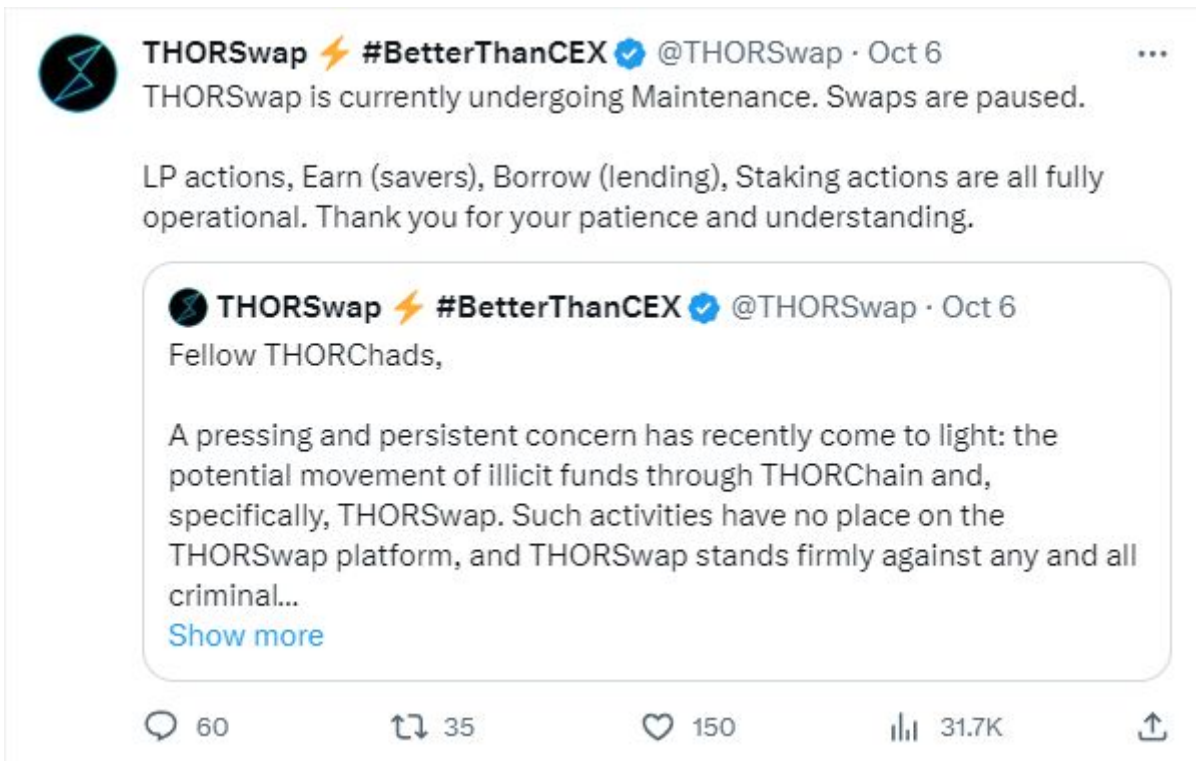 THORSwap ⚡ #BetterThanCEX @THORSwap · Oct 6
THORSwap is currently undergoing Maintenance. Swaps are paused.
LP actions, Earn (savers), Borrow (lending), Staking actions are all fully
operational. Thank you for your patience and understanding.
THORSwap ⚡ #BetterThanCEX @THORSwap · Oct 6
Fellow THORChads,
A pressing and persistent concern has recently come to light: the
potential movement of illicit funds through THORChain and,
specifically, THORSwap. Such activities have no place on the
THORSwap platform, and THORSwap stands firmly against any and all
criminal...
Show more
60 35 150 31.7K